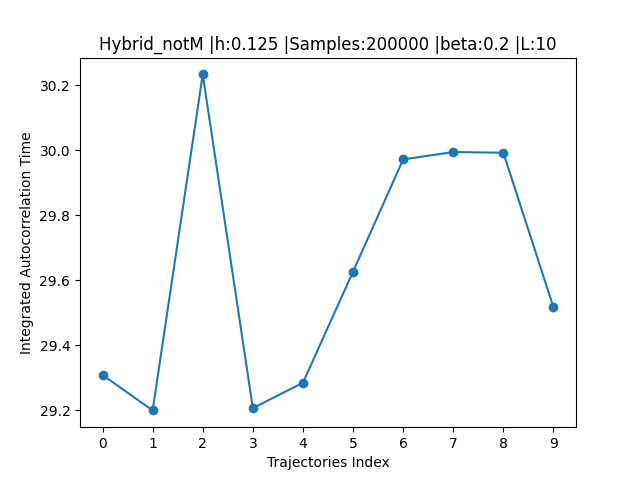 Hybrid_notM |h:0.125 |Samples:200000 |beta:0.2 |L:10
Integrated Autocorrelation Time
30.2
30.0
29.8
29.6
29.4
29.2
0 1 2 3 4 5 6 7 8 9
Trajectories Index